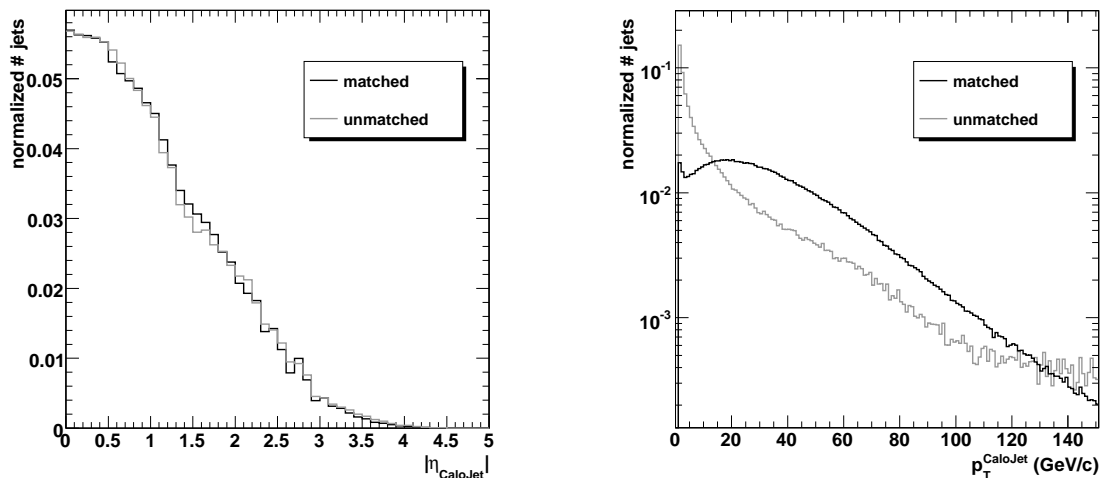 normalized # jets
0.05
0.04
0.03
0.02
0.01
0
matched
unmatched
0 0.5 1 1.5 2 2.5 3 3.5 4 4.5 5
|η_CaloJet|
normalized # jets
10^-1
10^-2
10^-3
matched
unmatched
0 20 40 60 80 100 120 140
p_T^CaloJet (GeV/c)